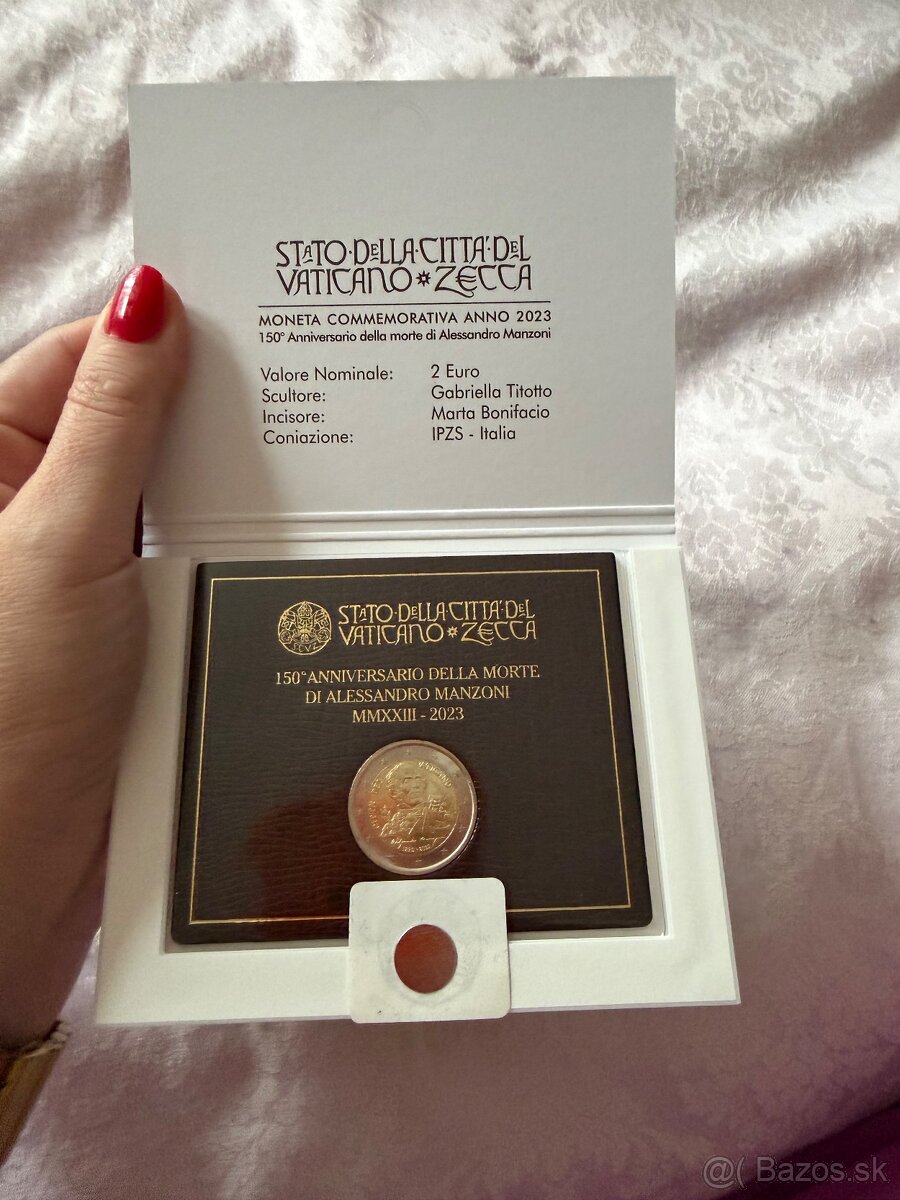 STATO·DELLA·CITTA'·DEL
VATICANO * ZECCA
MONETA COMMEMORATIVA ANNO 2023
150° Anniversario della morte di Alessandro Manzoni
Valore Nominale: 2 Euro
Scultore: Gabriella Titotto
Incisore: Marta Bonifacio
Coniazione: IPZS - Italia
STATO·DELLA·CITTA'·DEL
VATICANO * ZECCA
150° ANNIVERSARIO DELLA MORTE
DI ALESSANDRO MANZONI
MMXXIII - 2023
@( Bazos.sk